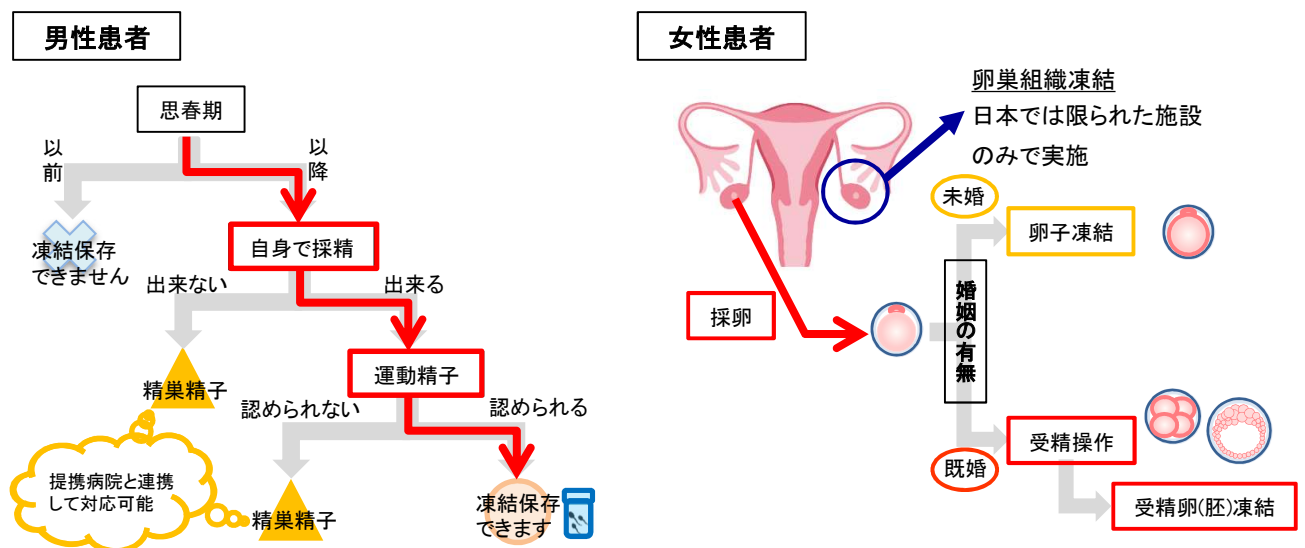 男性患者
思春期
以前
以降
凍結保存
できません
自身で採精
出来ない
出来る
精巣精子
運動精子
認められない
認められる
提携病院と連携
して対応可能
精巣精子
凍結保存
できます
女性患者
卵巣組織凍結
日本では限られた施設
のみで実施
未婚
卵子凍結
採卵
婚姻の有無
受精操作
既婚
受精卵(胚)凍結